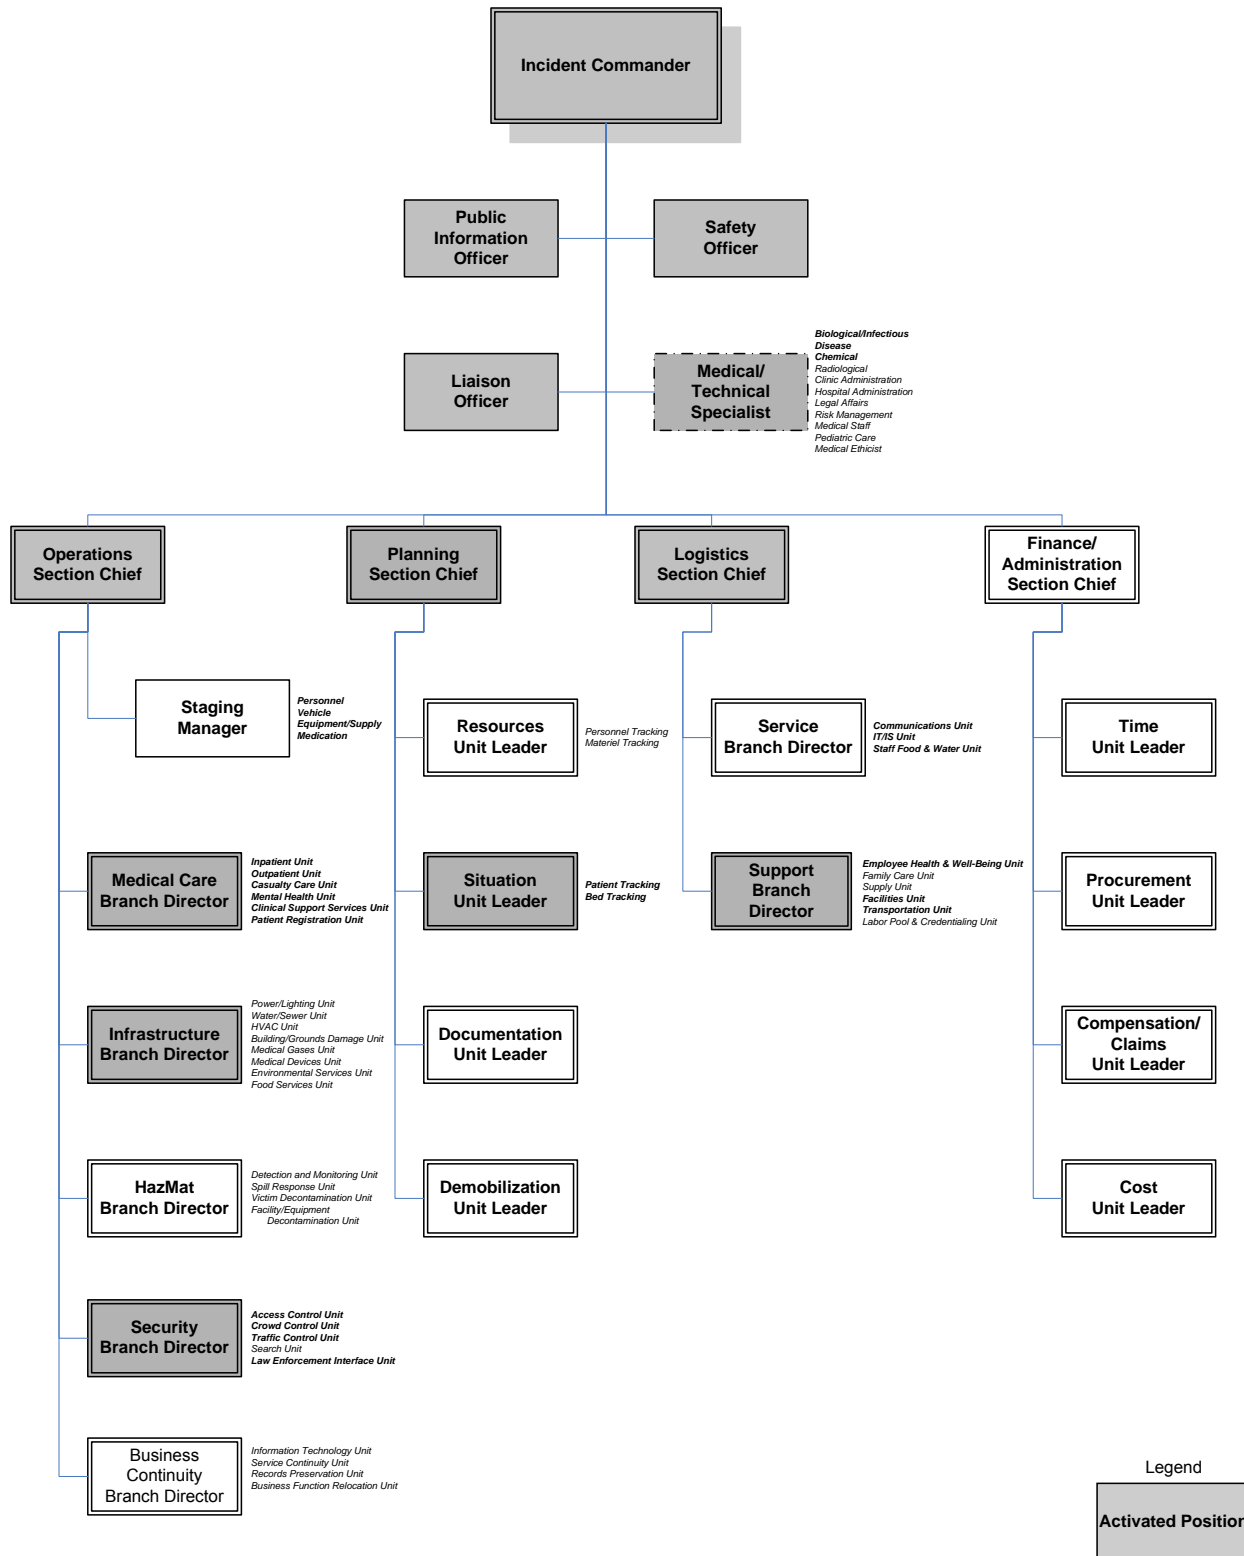 Incident Commander
Public
Information
Officer
Safety
Officer
Liaison
Officer
Medical/
Technical
Specialist
Biological/Infectious
Disease
Chemical
Radiological
Clinic Administration
Hospital Administration
Legal Affairs
Risk Management
Medical Staff
Pediatric Care
Medical Ethicist
Operations
Section Chief
Planning
Section Chief
Logistics
Section Chief
Finance/
Administration
Section Chief
Staging
Manager
Personnel
Vehicle
Equipment/Supply
Medication
Resources
Unit Leader
Personnel Tracking
Materiel Tracking
Service
Branch Director
Communications Unit
IT/IS Unit
Staff Food & Water Unit
Time
Unit Leader
Medical Care
Branch Director
Inpatient Unit
Outpatient Unit
Casualty Care Unit
Mental Health Unit
Clinical Support Services Unit
Patient Registration Unit
Situation
Unit Leader
Patient Tracking
Bed Tracking
Support
Branch
Director
Employee Health & Well-Being Unit
Family Care Unit
Supply Unit
Facilities Unit
Transportation Unit
Labor Pool & Credentialing Unit
Procurement
Unit Leader
Infrastructure
Branch Director
Power/Lighting Unit
Water/Sewer Unit
HVAC Unit
Building/Grounds Damage Unit
Medical Gases Unit
Medical Devices Unit
Environmental Services Unit
Food Services Unit
Documentation
Unit Leader
Compensation/
Claims
Unit Leader
HazMat
Branch Director
Detection and Monitoring Unit
Spill Response Unit
Victim Decontamination Unit
Facility/Equipment
Decontamination Unit
Demobilization
Unit Leader
Cost
Unit Leader
Security
Branch Director
Access Control Unit
Crowd Control Unit
Traffic Control Unit
Search Unit
Law Enforcement Interface Unit
Business
Continuity
Branch Director
Information Technology Unit
Service Continuity Unit
Records Preservation Unit
Business Function Relocation Unit
Legend
Activated Position